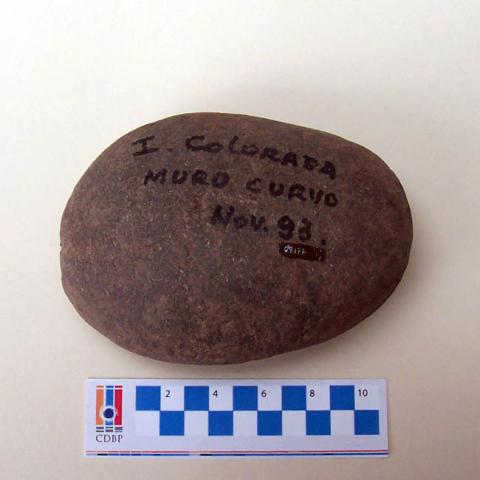 I. COLORADA
MURO CURVO
Nov. 93.
2 4 6 8 10
CDBP